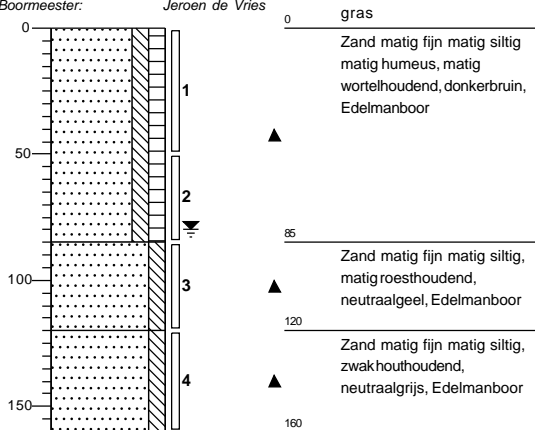 Boormeester: Jeroen de Vries
0
0
gras
Zand matig fijn matig siltig
matig humeus, matig
wortelhoudend, donkerbruin,
Edelmanboor
1
50
2
85
Zand matig fijn matig siltig,
matig roesthoudend,
neutraalgeel, Edelmanboor
100
3
120
Zand matig fijn matig siltig,
zwak houthoudend,
neutraalgrijs, Edelmanboor
4
150
160